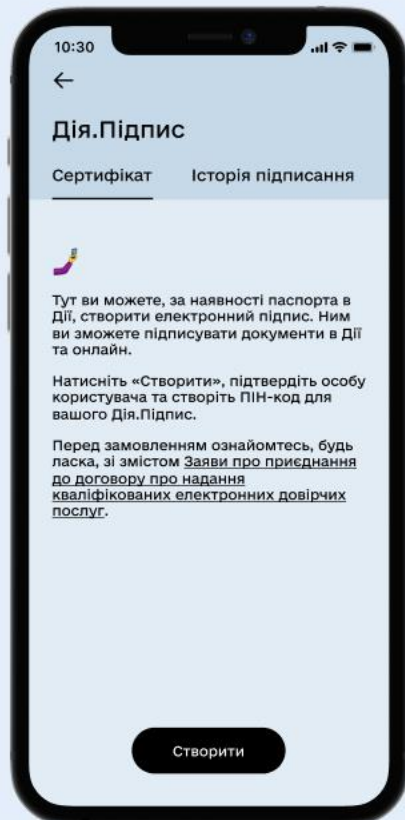 10:30
Дія.Підпис
Сертифікат Історія підписання
Тут ви можете, за наявності паспорта в
Дії, створити електронний підпис. Ним
ви зможете підписувати документи в Дії
та онлайн.
Натисніть «Створити», підтвердіть особу
користувача та створіть ПІН-код для
вашого Дія.Підпис.
Перед замовленням ознайомтесь, будь
ласка, зі змістом Заяви про приєднання
до договору про надання
кваліфікованих електронних довірчих
послуг.
Створити